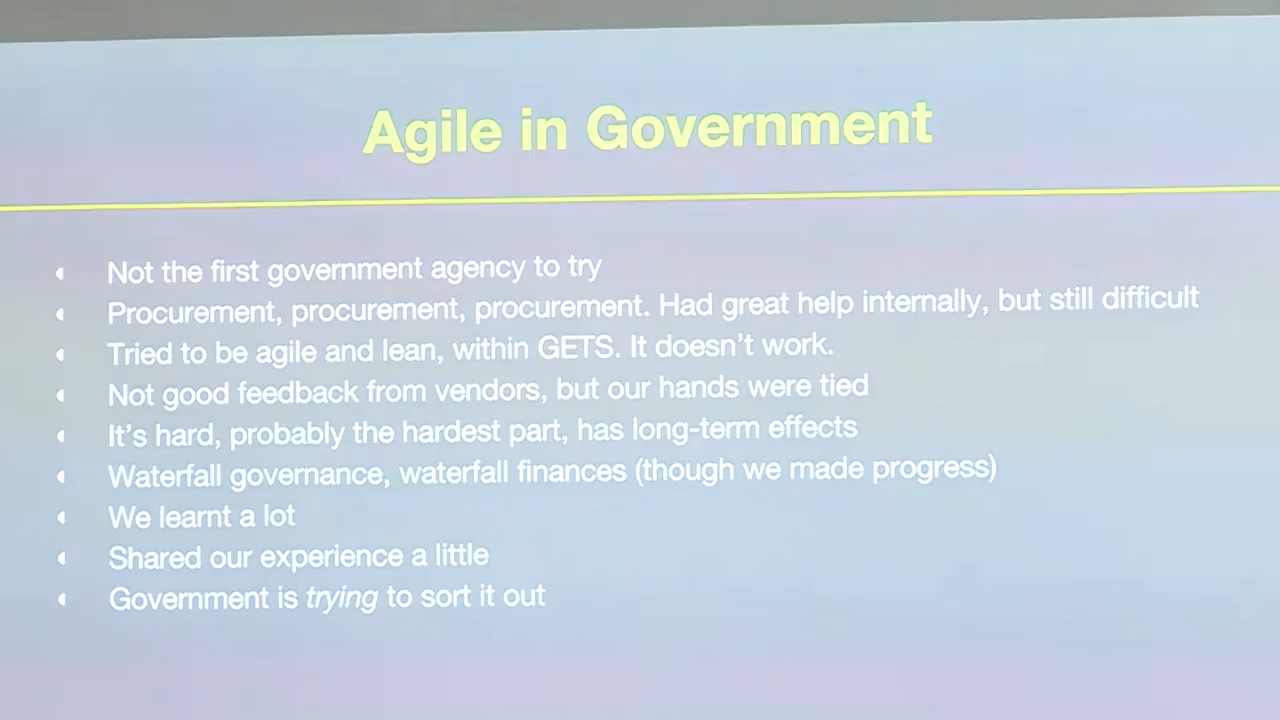 Agile in Government
Not the first government agency to try
Procurement, procurement, procurement. Had great help internally, but still difficult
Tried to be agile and lean, within GETS. It doesn't work.
Not good feedback from vendors, but our hands were tied
It's hard, probably the hardest part, has long-term effects
Waterfall governance, waterfall finances (though we made progress)
We learnt a lot
Shared our experience a little
Government is trying to sort it out